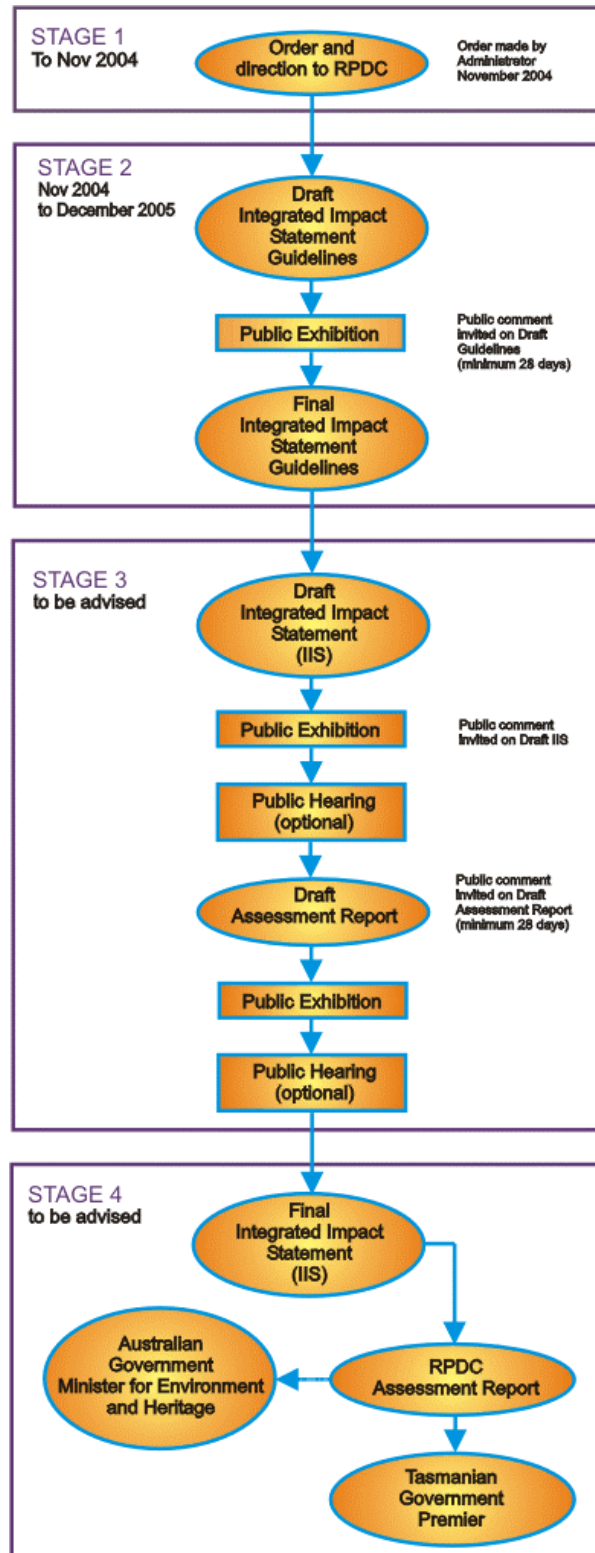 STAGE 1
To Nov 2004
Order and
direction to RPDC
Order made by
Administrator
November 2004
STAGE 2
Nov 2004
to December 2005
Draft
Integrated Impact
Statement
Guidelines
Public Exhibition
Public comment
invited on Draft
Guidelines
(minimum 28 days)
Final
Integrated Impact
Statement
Guidelines
STAGE 3
to be advised
Draft
Integrated Impact
Statement
(IIS)
Public Exhibition
Public comment
invited on Draft IIS
Public Hearing
(optional)
Draft
Assessment Report
Public comment
invited on Draft
Assessment Report
(minimum 28 days)
Public Exhibition
Public Hearing
(optional)
STAGE 4
to be advised
Final
Integrated Impact
Statement
(IIS)
Australian
Government
Minister for Environment
and Heritage
RPDC
Assessment Report
Tasmanian
Government
Premier